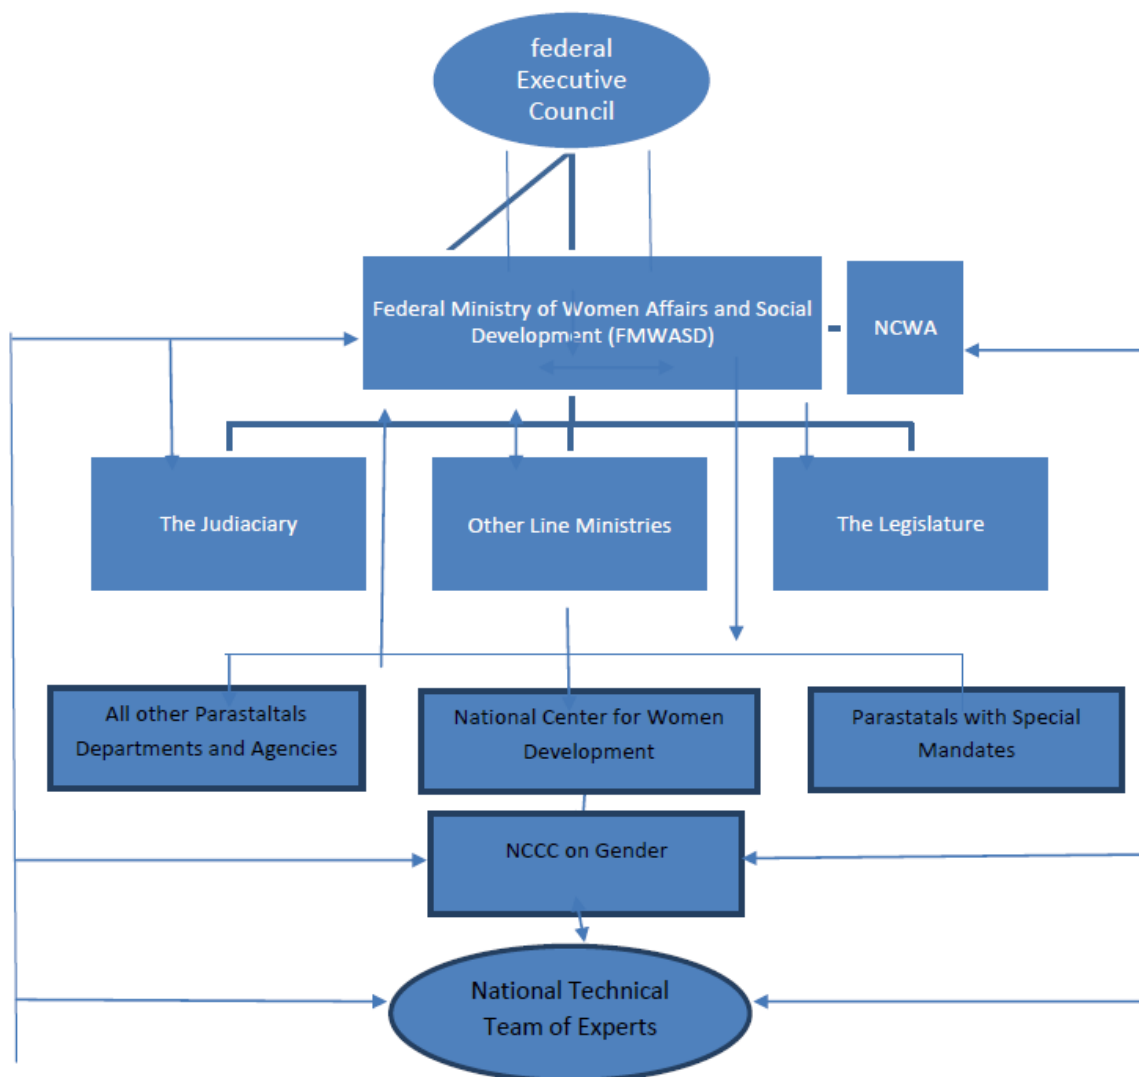 federal
Executive
Council
Federal Ministry of Women Affairs and Social
Development (FMWASD)
NCWA
The Judiaciary
Other Line Ministries
The Legislature
All other Parastaltals
Departments and Agencies
National Center for Women
Development
Parastatals with Special
Mandates
NCCC on Gender
National Technical
Team of Experts